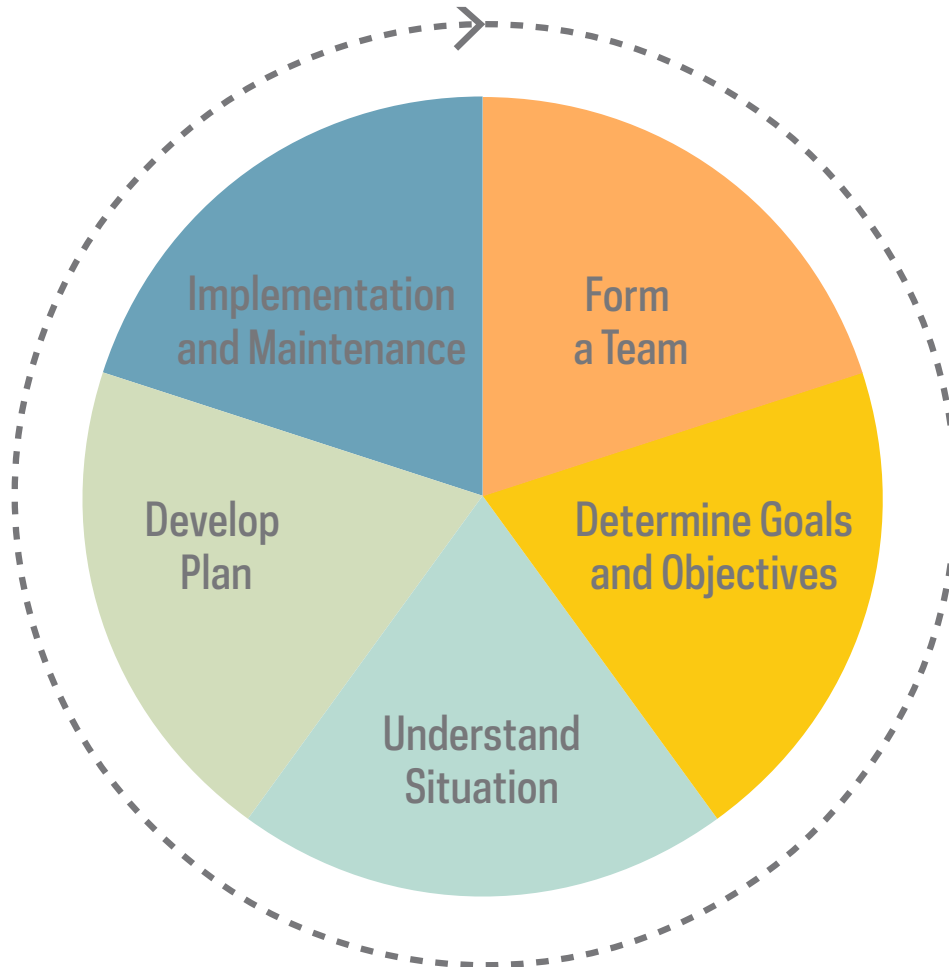 Form
a Team
Determine Goals
and Objectives
Understand
Situation
Develop
Plan
Implementation
and Maintenance